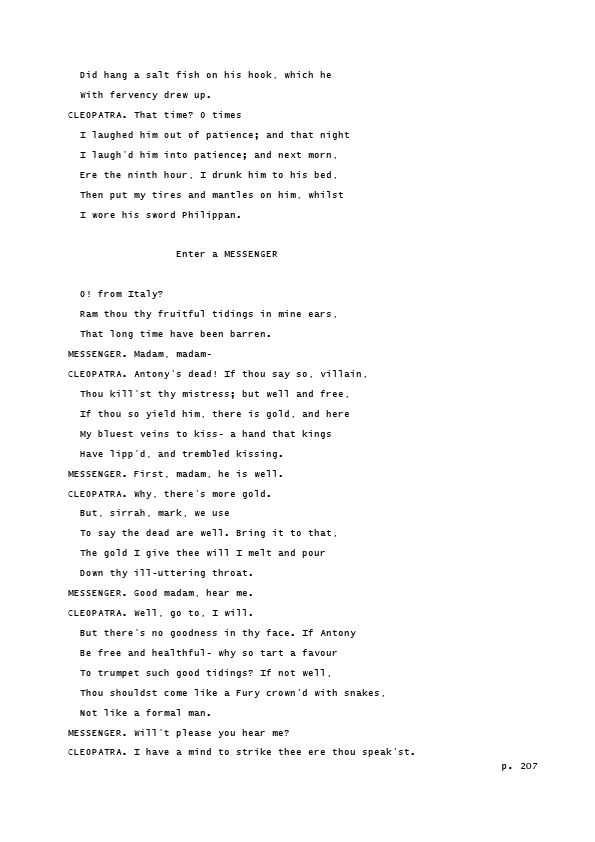 Did hang a salt fish on his hook, which he
With fervency drew up.
CLEOPATRA. That time? O times
I laughed him out of patience; and that night
I laugh'd him into patience; and next morn,
Ere the ninth hour, I drunk him to his bed,
Then put my tires and mantles on him, whilst
I wore his sword Philippan.
Enter a MESSENGER
O! from Italy?
Ram thou thy fruitful tidings in mine ears,
That long time have been barren.
MESSENGER. Madam, madam-
CLEOPATRA. Antony's dead! If thou say so, villain,
Thou kill'st thy mistress; but well and free,
If thou so yield him, there is gold, and here
My bluest veins to kiss- a hand that kings
Have lipp'd, and trembled kissing.
MESSENGER. First, madam, he is well.
CLEOPATRA. Why, there's more gold.
But, sirrah, mark, we use
To say the dead are well. Bring it to that,
The gold I give thee will I melt and pour
Down thy ill-uttering throat.
MESSENGER. Good madam, hear me.
CLEOPATRA. Well, go to, I will.
But there's no goodness in thy face. If Antony
Be free and healthful- why so tart a favour
To trumpet such good tidings? If not well,
Thou shouldst come like a Fury crown'd with snakes,
Not like a formal man.
MESSENGER. Will't please you hear me?
CLEOPATRA. I have a mind to strike thee ere thou speak'st.
p. 207